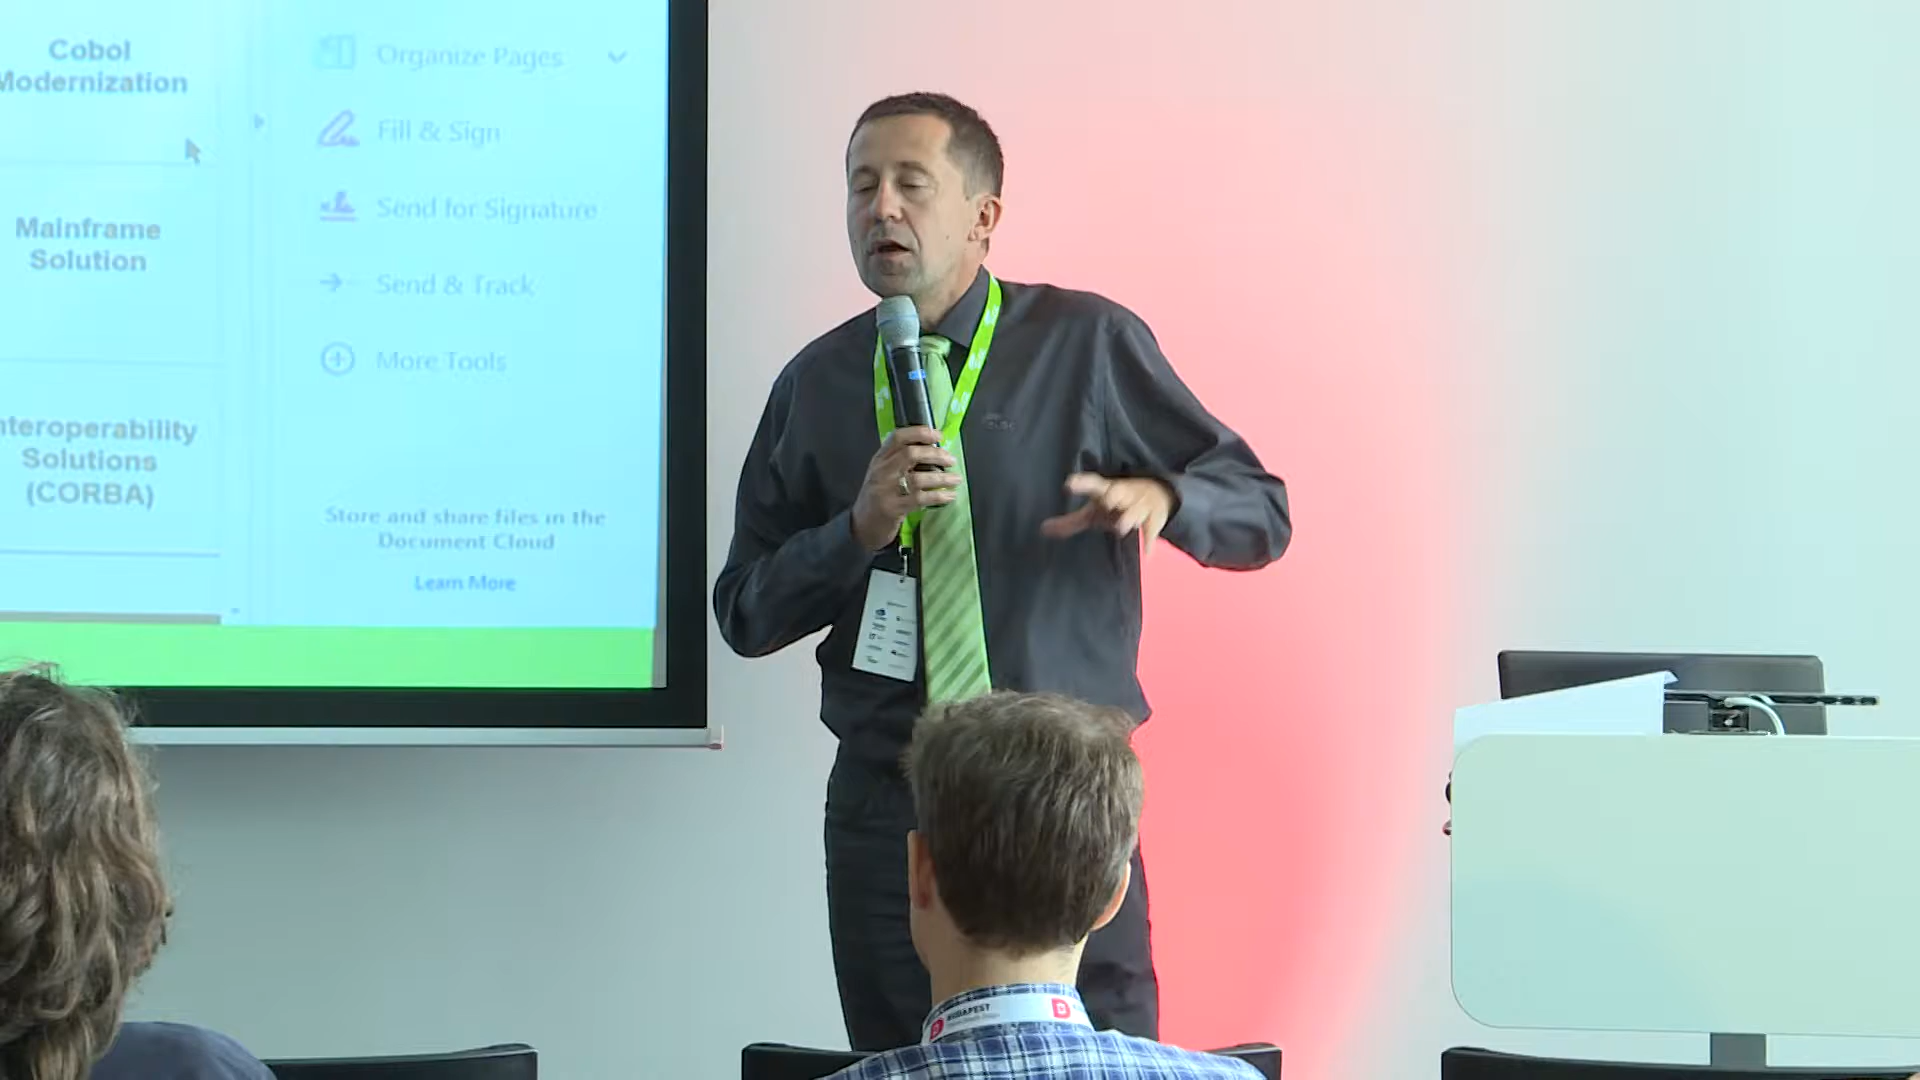 Cobol
Modernization
Mainframe
Solution
nteroperability
Solutions
(CORBA)
Organize Pages
Fill & Sign
Send for Signature
Send & Track
More Tools
Store and share files in the
Document Cloud
Learn More
BUDAPEST